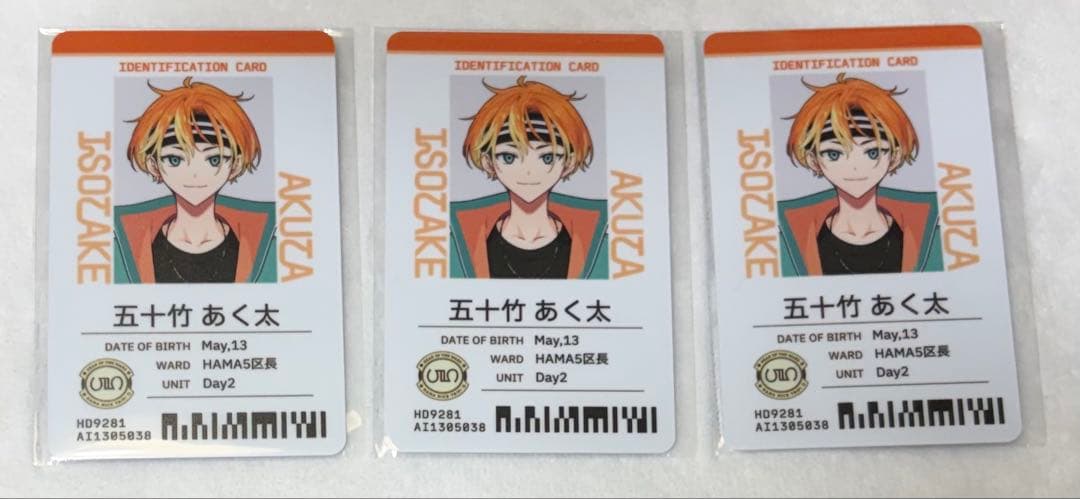 IDENTIFICATION CARD
ISOZAKE
AKUTA
五十竹 あく太
DATE OF BIRTH May,13
WARD HAMA5区長
UNIT Day2
HD9281
AI1305038
IDENTIFICATION CARD
ISOZAKE
AKUTA
五十竹 あく太
DATE OF BIRTH May,13
WARD HAMA5区長
UNIT Day2
HD9281
AI1305038
IDENTIFICATION CARD
ISOZAKE
AKUTA
五十竹 あく太
DATE OF BIRTH May,13
WARD HAMA5区長
UNIT Day2
HD9281
AI1305038